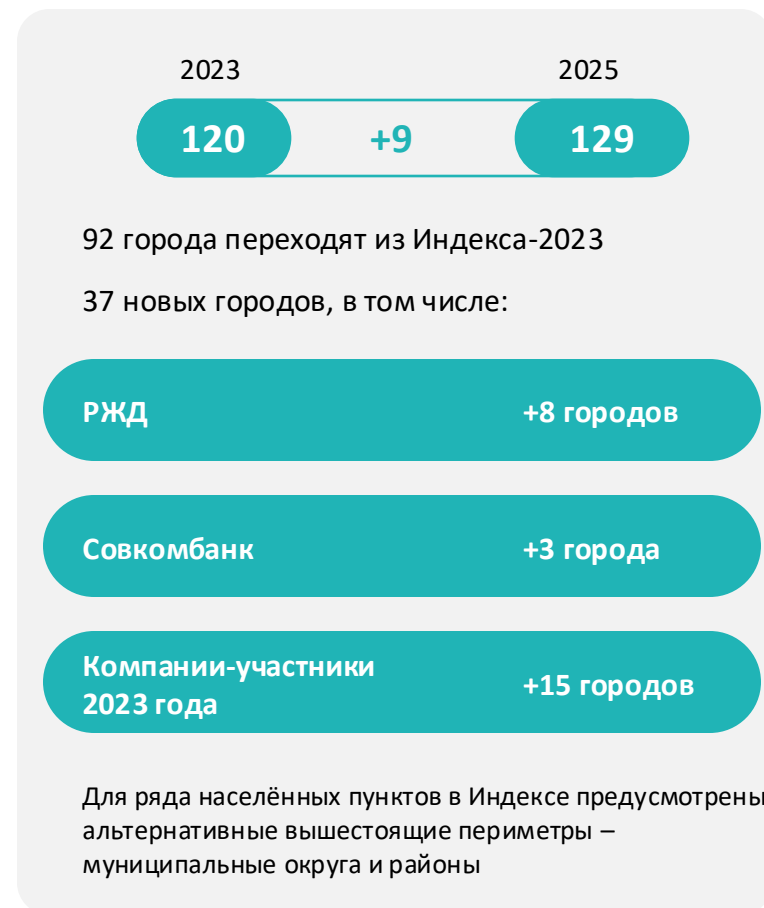 2023 2025
120 +9 129
92 города переходят из Индекса-2023
37 новых городов, в том числе:
РЖД +8 городов
Совкомбанк +3 города
Компании-участники
2023 года +15 городов
Для ряда населённых пунктов в Индексе предусмотрены
альтернативные вышестоящие периметры –
муниципальные округа и районы